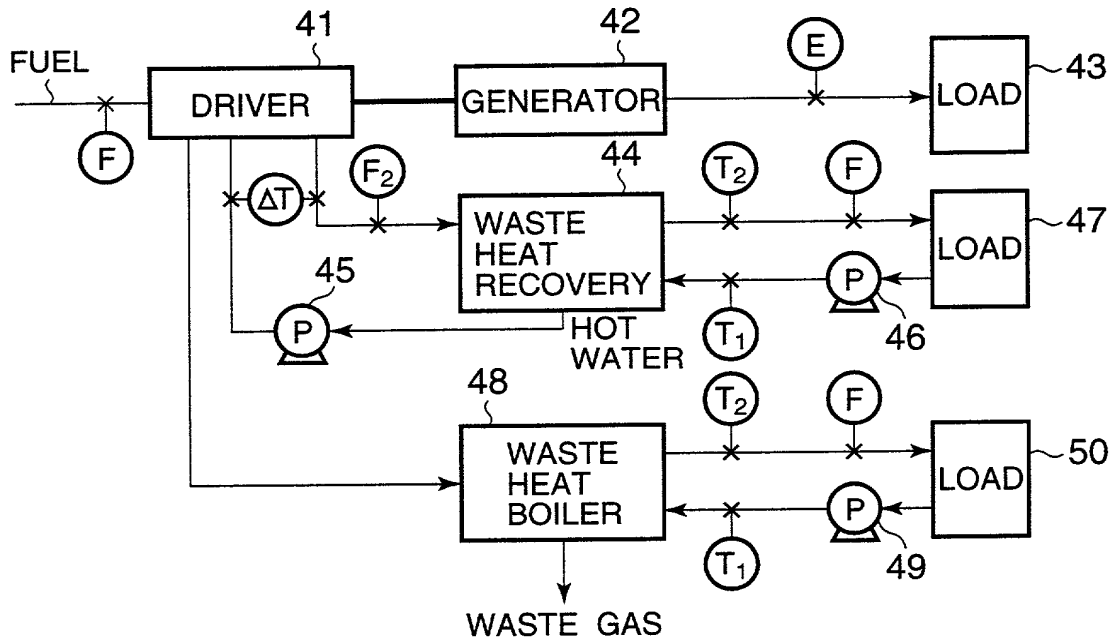 41
42
E
43
FUEL
DRIVER
GENERATOR
LOAD
F
F₂
44
T₂
F
ΔT
WASTE
HEAT
RECOVERY
LOAD
47
45
P
P
46
T₁
HOT
WATER
48
T₂
F
WASTE
HEAT
BOILER
LOAD
50
P
49
T₁
WASTE GAS